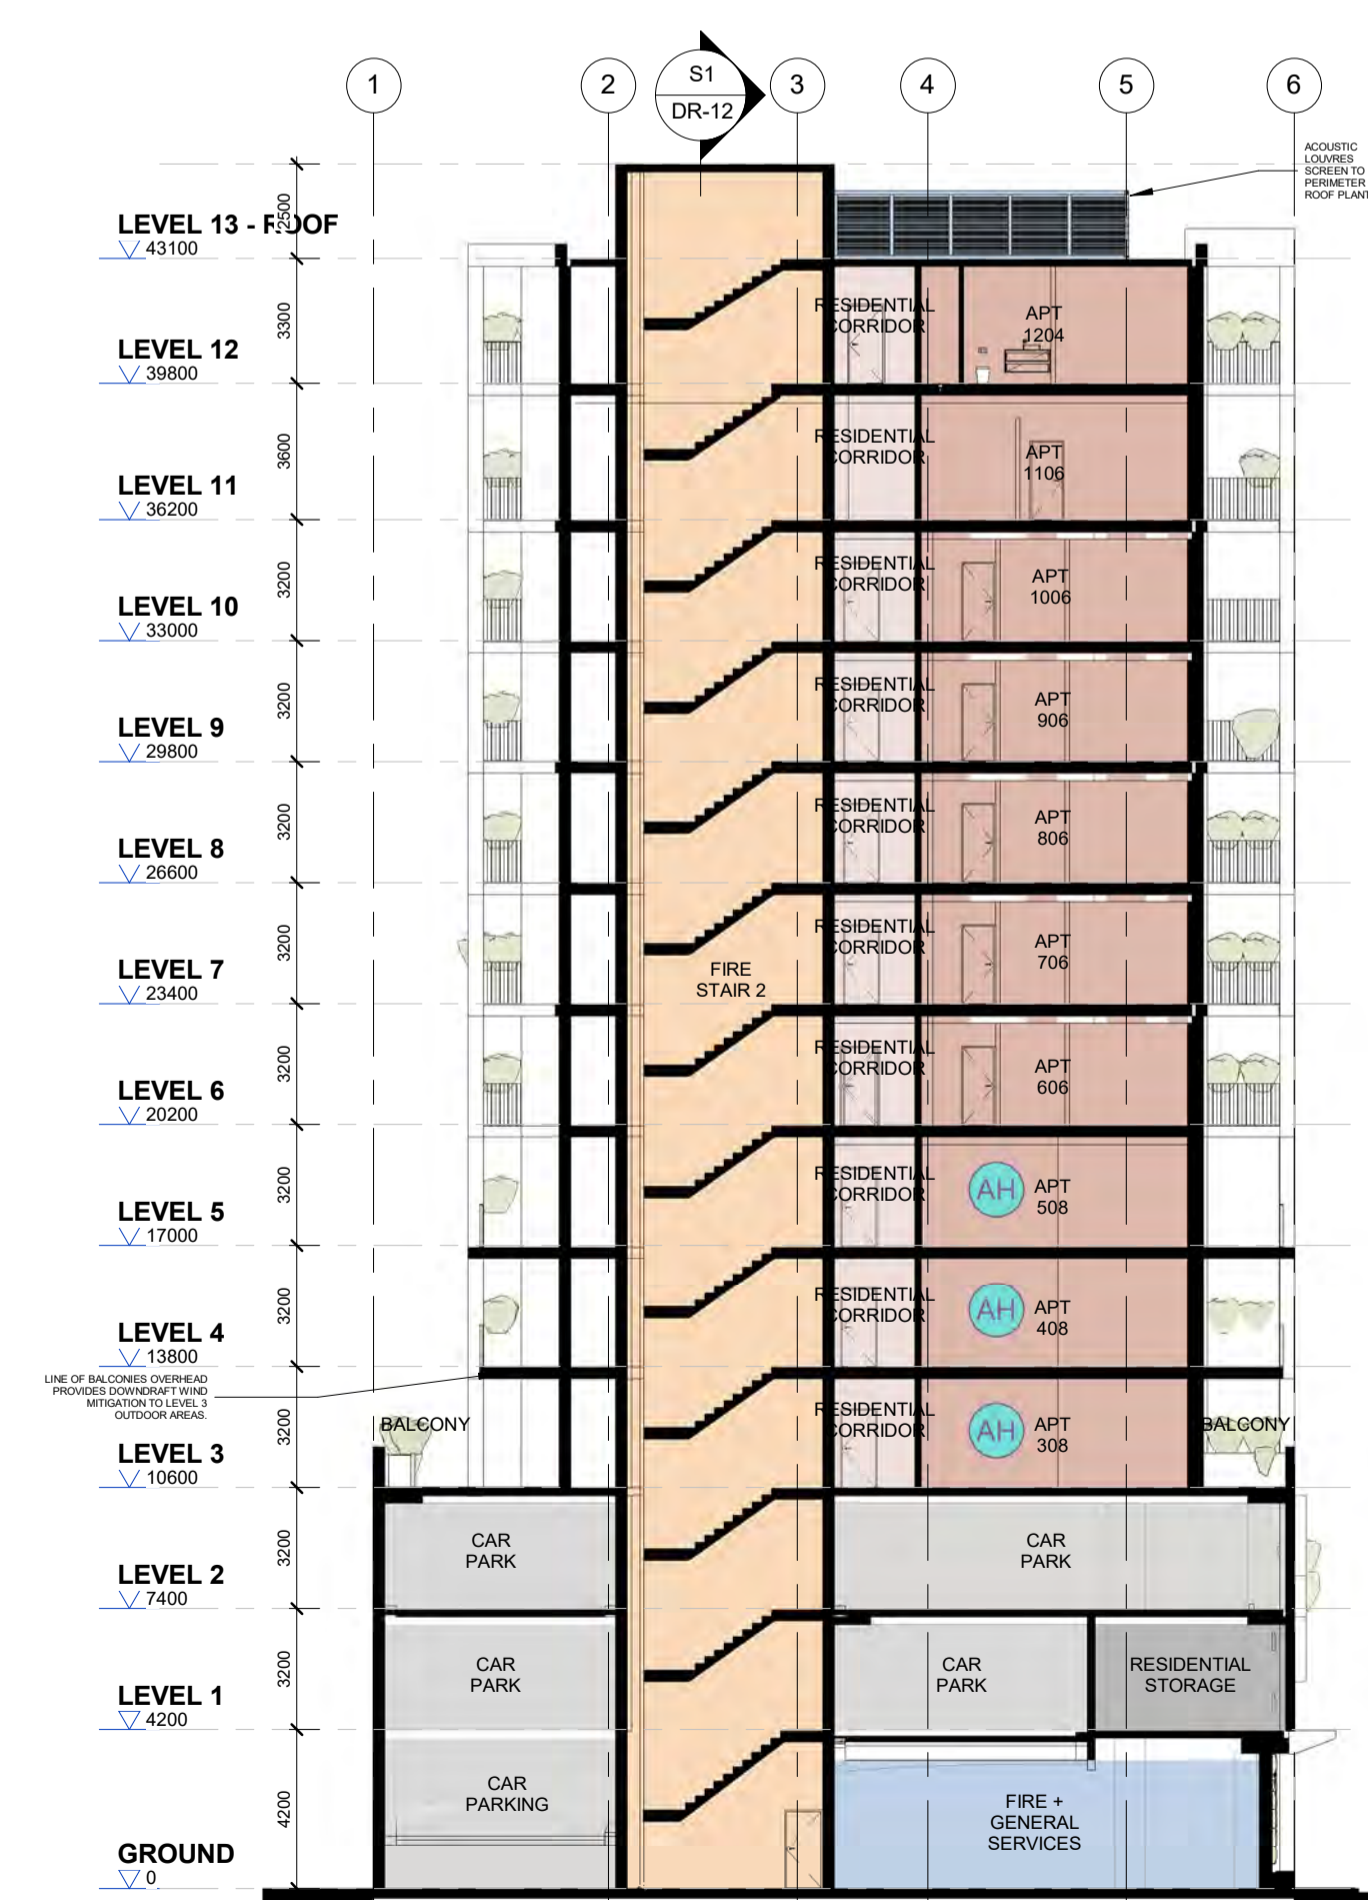 1
2
S1
DR-12
3
4
5
6
ACOUSTIC
LOUVRES
SCREEN TO
PERIMETER
ROOF PLANT
2500
LEVEL 13 - ROOF
43100
3300
RESIDENTIAL
CORRIDOR
APT
1204
LEVEL 12
39800
3600
RESIDENTIAL
CORRIDOR
APT
1106
LEVEL 11
36200
3200
RESIDENTIAL
CORRIDOR
APT
1006
LEVEL 10
33000
3200
RESIDENTIAL
CORRIDOR
APT
906
LEVEL 9
29800
3200
RESIDENTIAL
CORRIDOR
APT
806
LEVEL 8
26600
3200
RESIDENTIAL
CORRIDOR
APT
706
LEVEL 7
23400
FIRE
STAIR 2
3200
RESIDENTIAL
CORRIDOR
APT
606
LEVEL 6
20200
3200
RESIDENTIAL
CORRIDOR
AH
APT
508
LEVEL 5
17000
3200
RESIDENTIAL
CORRIDOR
AH
APT
408
LEVEL 4
13800
LINE OF BALCONIES OVERHEAD
PROVIDES DOWNDRAFT WIND
MITIGATION TO LEVEL 3
OUTDOOR AREAS.
3200
BALCONY
RESIDENTIAL
CORRIDOR
AH
APT
308
BALCONY
LEVEL 3
10600
3200
CAR
PARK
CAR
PARK
LEVEL 2
7400
3200
CAR
PARK
CAR
PARK
RESIDENTIAL
STORAGE
LEVEL 1
4200
4200
CAR
PARKING
FIRE +
GENERAL
SERVICES
GROUND
0